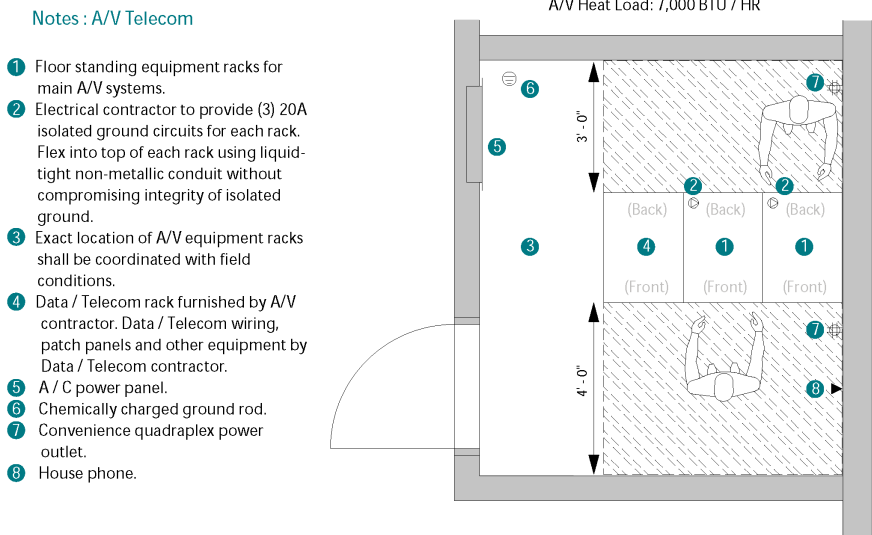 A/V Heat Load: 7,000 BTU / HR
Notes : A/V Telecom
1 Floor standing equipment racks for
main A/V systems.
2 Electrical contractor to provide (3) 20A
isolated ground circuits for each rack.
Flex into top of each rack using liquid-
tight non-metallic conduit without
compromising integrity of isolated
ground.
3 Exact location of A/V equipment racks
shall be coordinated with field
conditions.
4 Data / Telecom rack furnished by A/V
contractor. Data / Telecom wiring,
patch panels and other equipment by
Data / Telecom contractor.
5 A / C power panel.
6 Chemically charged ground rod.
7 Convenience quadraplex power
outlet.
8 House phone.
6
7
3' - 0"
5
2
2
(Back)
(Back)
(Back)
3
4
1
1
(Front)
(Front)
(Front)
7
4' - 0"
8